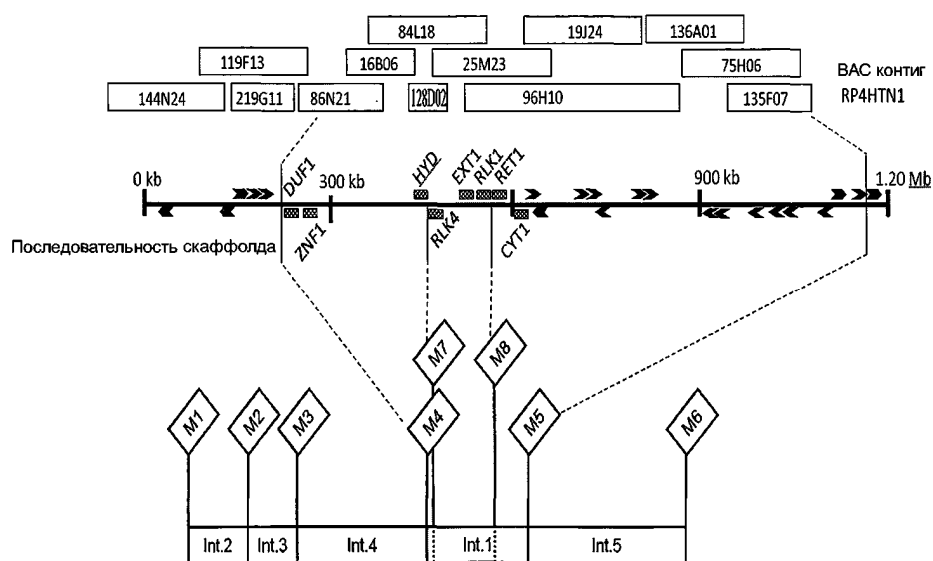 84L18 19J24 136A01
119F13 16B06 25M23 75H06 BAC контиг
144N24 219G11 86N21 128D02 96H10 135F07 RP4HTN1
DUF1 HYD EXT1 RLK1 RET1
0 kb 300 kb 900 kb 1.20 Mb
ZNF1 RLK4 CYT1
Последовательность скаффолда
M7 M8
M1 M2 M3 M4 M5 M6
Int.2 Int.3 Int.4 Int.1 Int.5